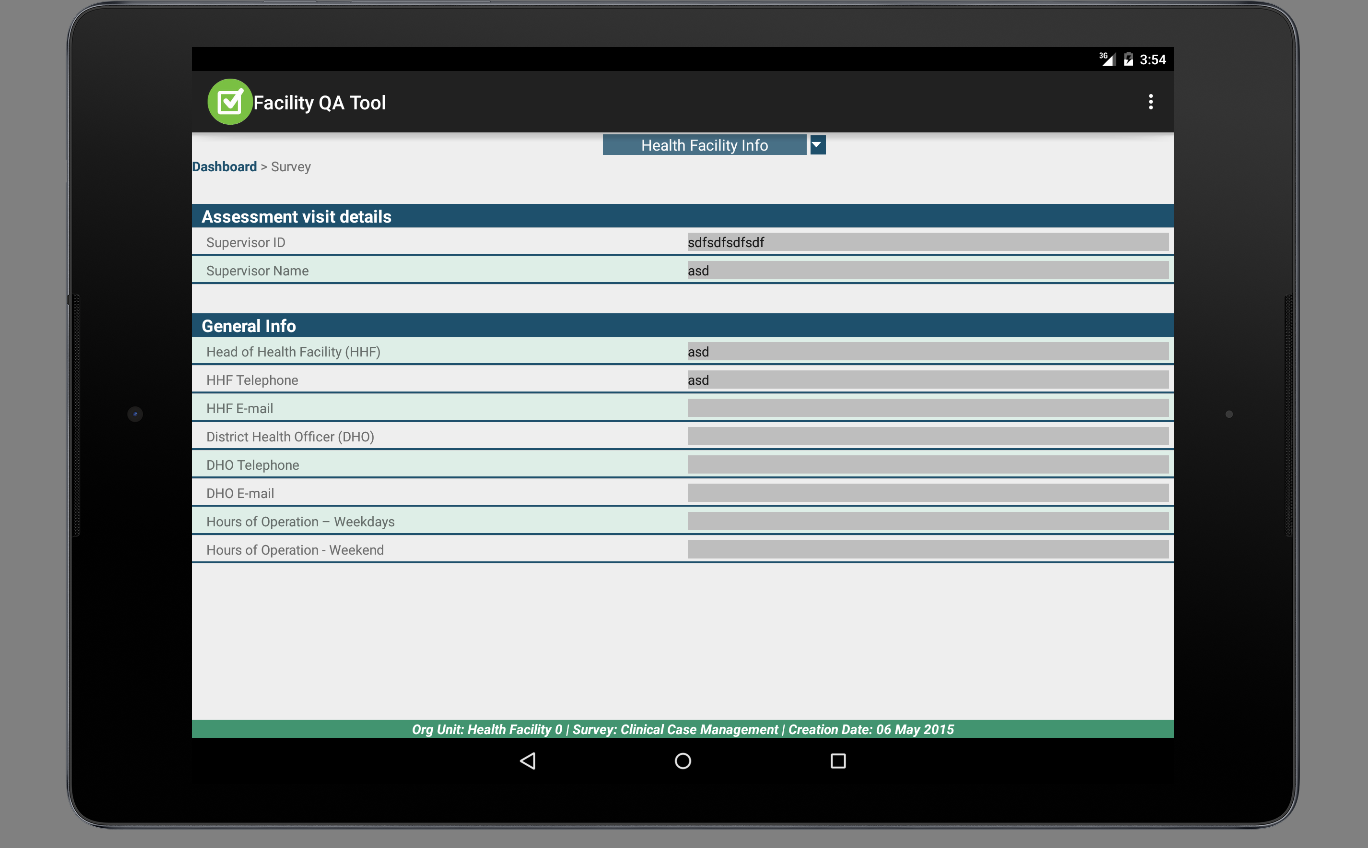 3G 3:54
Facility QA Tool
Health Facility Info
Dashboard > Survey
Assessment visit details
Supervisor ID sdfsdfsdfsdf
Supervisor Name asd
General Info
Head of Health Facility (HHF) asd
HHF Telephone asd
HHF E-mail
District Health Officer (DHO)
DHO Telephone
DHO E-mail
Hours of Operation – Weekdays
Hours of Operation - Weekend
Org Unit: Health Facility 0 | Survey: Clinical Case Management | Creation Date: 06 May 2015